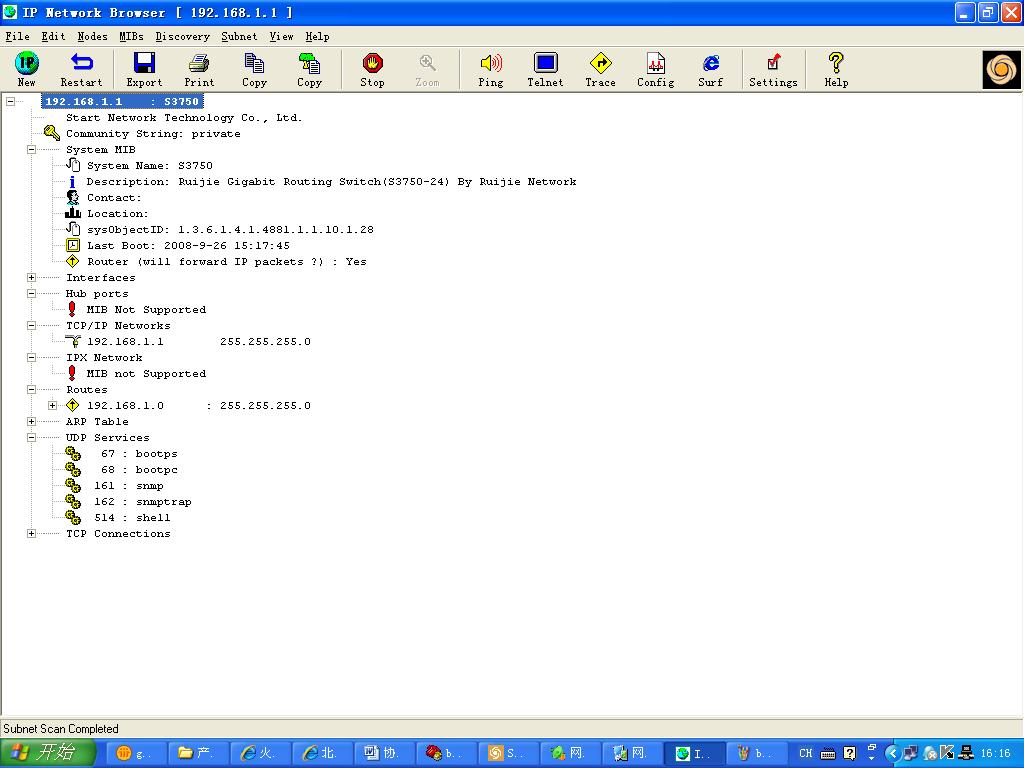 IP Network Browser [ 192.168.1.1 ]
File Edit Nodes MIBs Discovery Subnet View Help
New Restart Export Print Copy Copy Stop Zoom Ping Telnet Trace Config Surf Settings Help
192.168.1.1 : S3750
Start Network Technology Co., Ltd.
Community String: private
System MIB
System Name: S3750
Description: Ruijie Gigabit Routing Switch(S3750-24) By Ruijie Network
Contact:
Location:
sysObjectID: 1.3.6.1.4.1.4881.1.1.10.1.28
Last Boot: 2008-9-26 15:17:45
Router (will forward IP packets ?) : Yes
Interfaces
Hub ports
MIB Not Supported
TCP/IP Networks
192.168.1.1 255.255.255.0
IPX Network
MIB not Supported
Routes
192.168.1.0 : 255.255.255.0
ARP Table
UDP Services
67 : bootps
68 : bootpc
161 : snmp
162 : snmptrap
514 : shell
TCP Connections
Subnet Scan Completed
开始 g.. 产.. 火.. 北.. 协.. b.. S.. 网.. 网.. I.. b.. CH 16:16